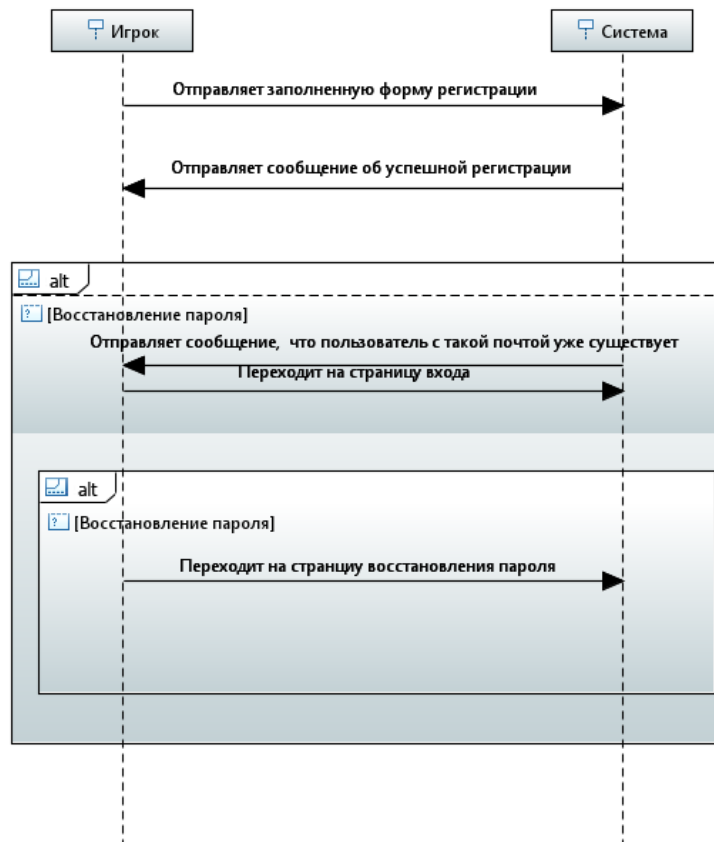 Игрок
Система
Отправляет заполненную форму регистрации
Отправляет сообщение об успешной регистрации
alt
[Восстановление пароля]
Отправляет сообщение, что пользователь с такой почтой уже существует
Переходит на страницу входа
alt
[Восстановление пароля]
Переходит на странциу восстановления пароля